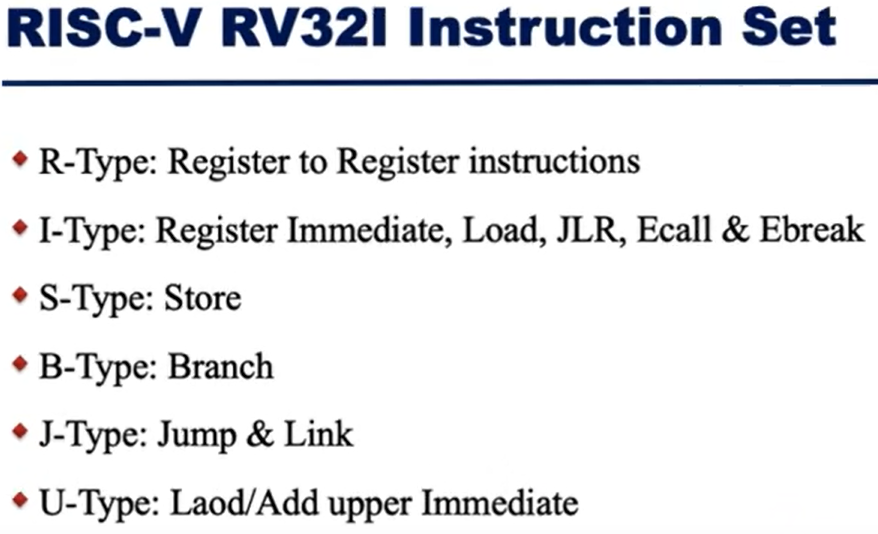 RISC-V RV32I Instruction Set
R-Type: Register to Register instructions
I-Type: Register Immediate, Load, JLR, Ecall & Ebreak
S-Type: Store
B-Type: Branch
J-Type: Jump & Link
U-Type: Laod/Add upper Immediate